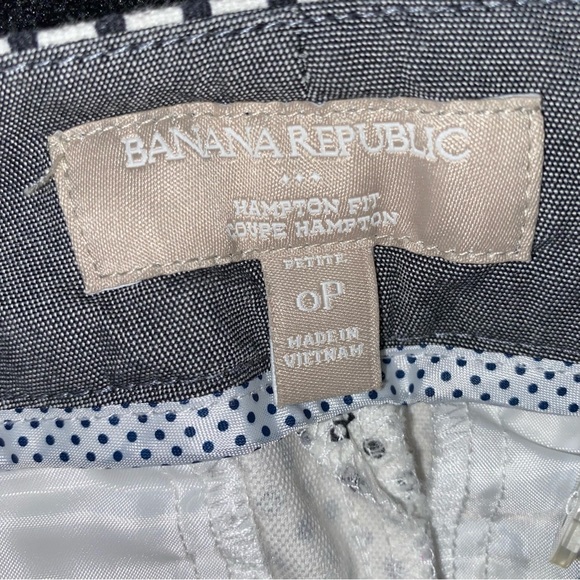 BANANA REPUBLIC
HAMPTON FIT
COUPE HAMPTON
PETITE
0P
MADE IN
VIETNAM